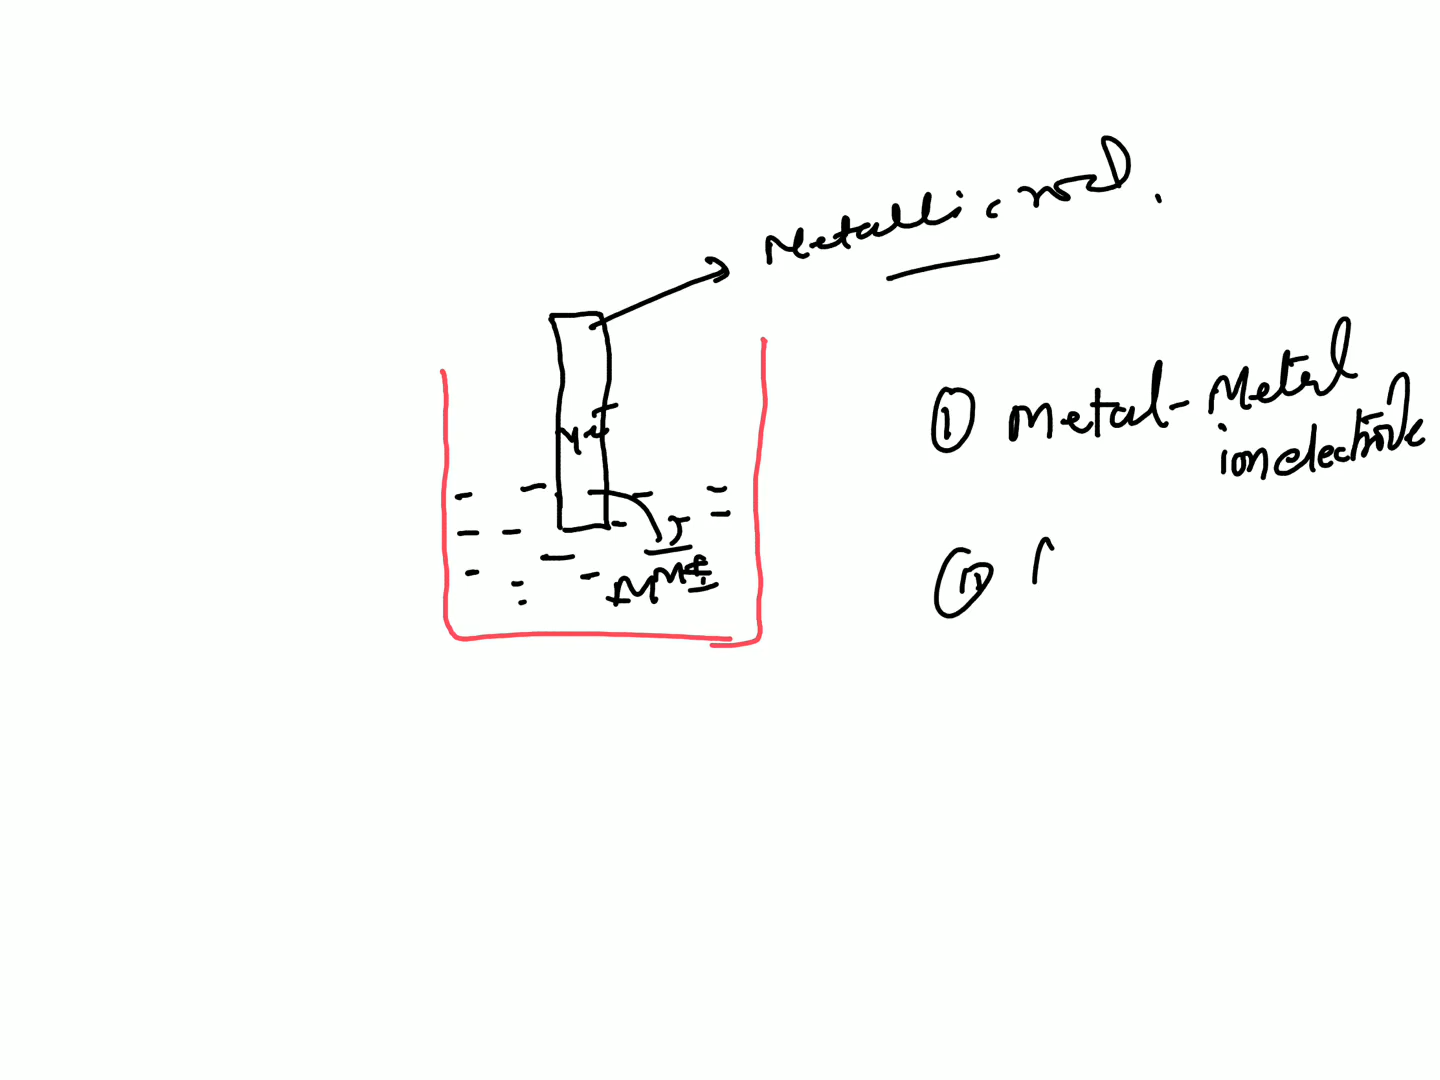 Metallic rod.
① Metal - Metal
ion electrode
②